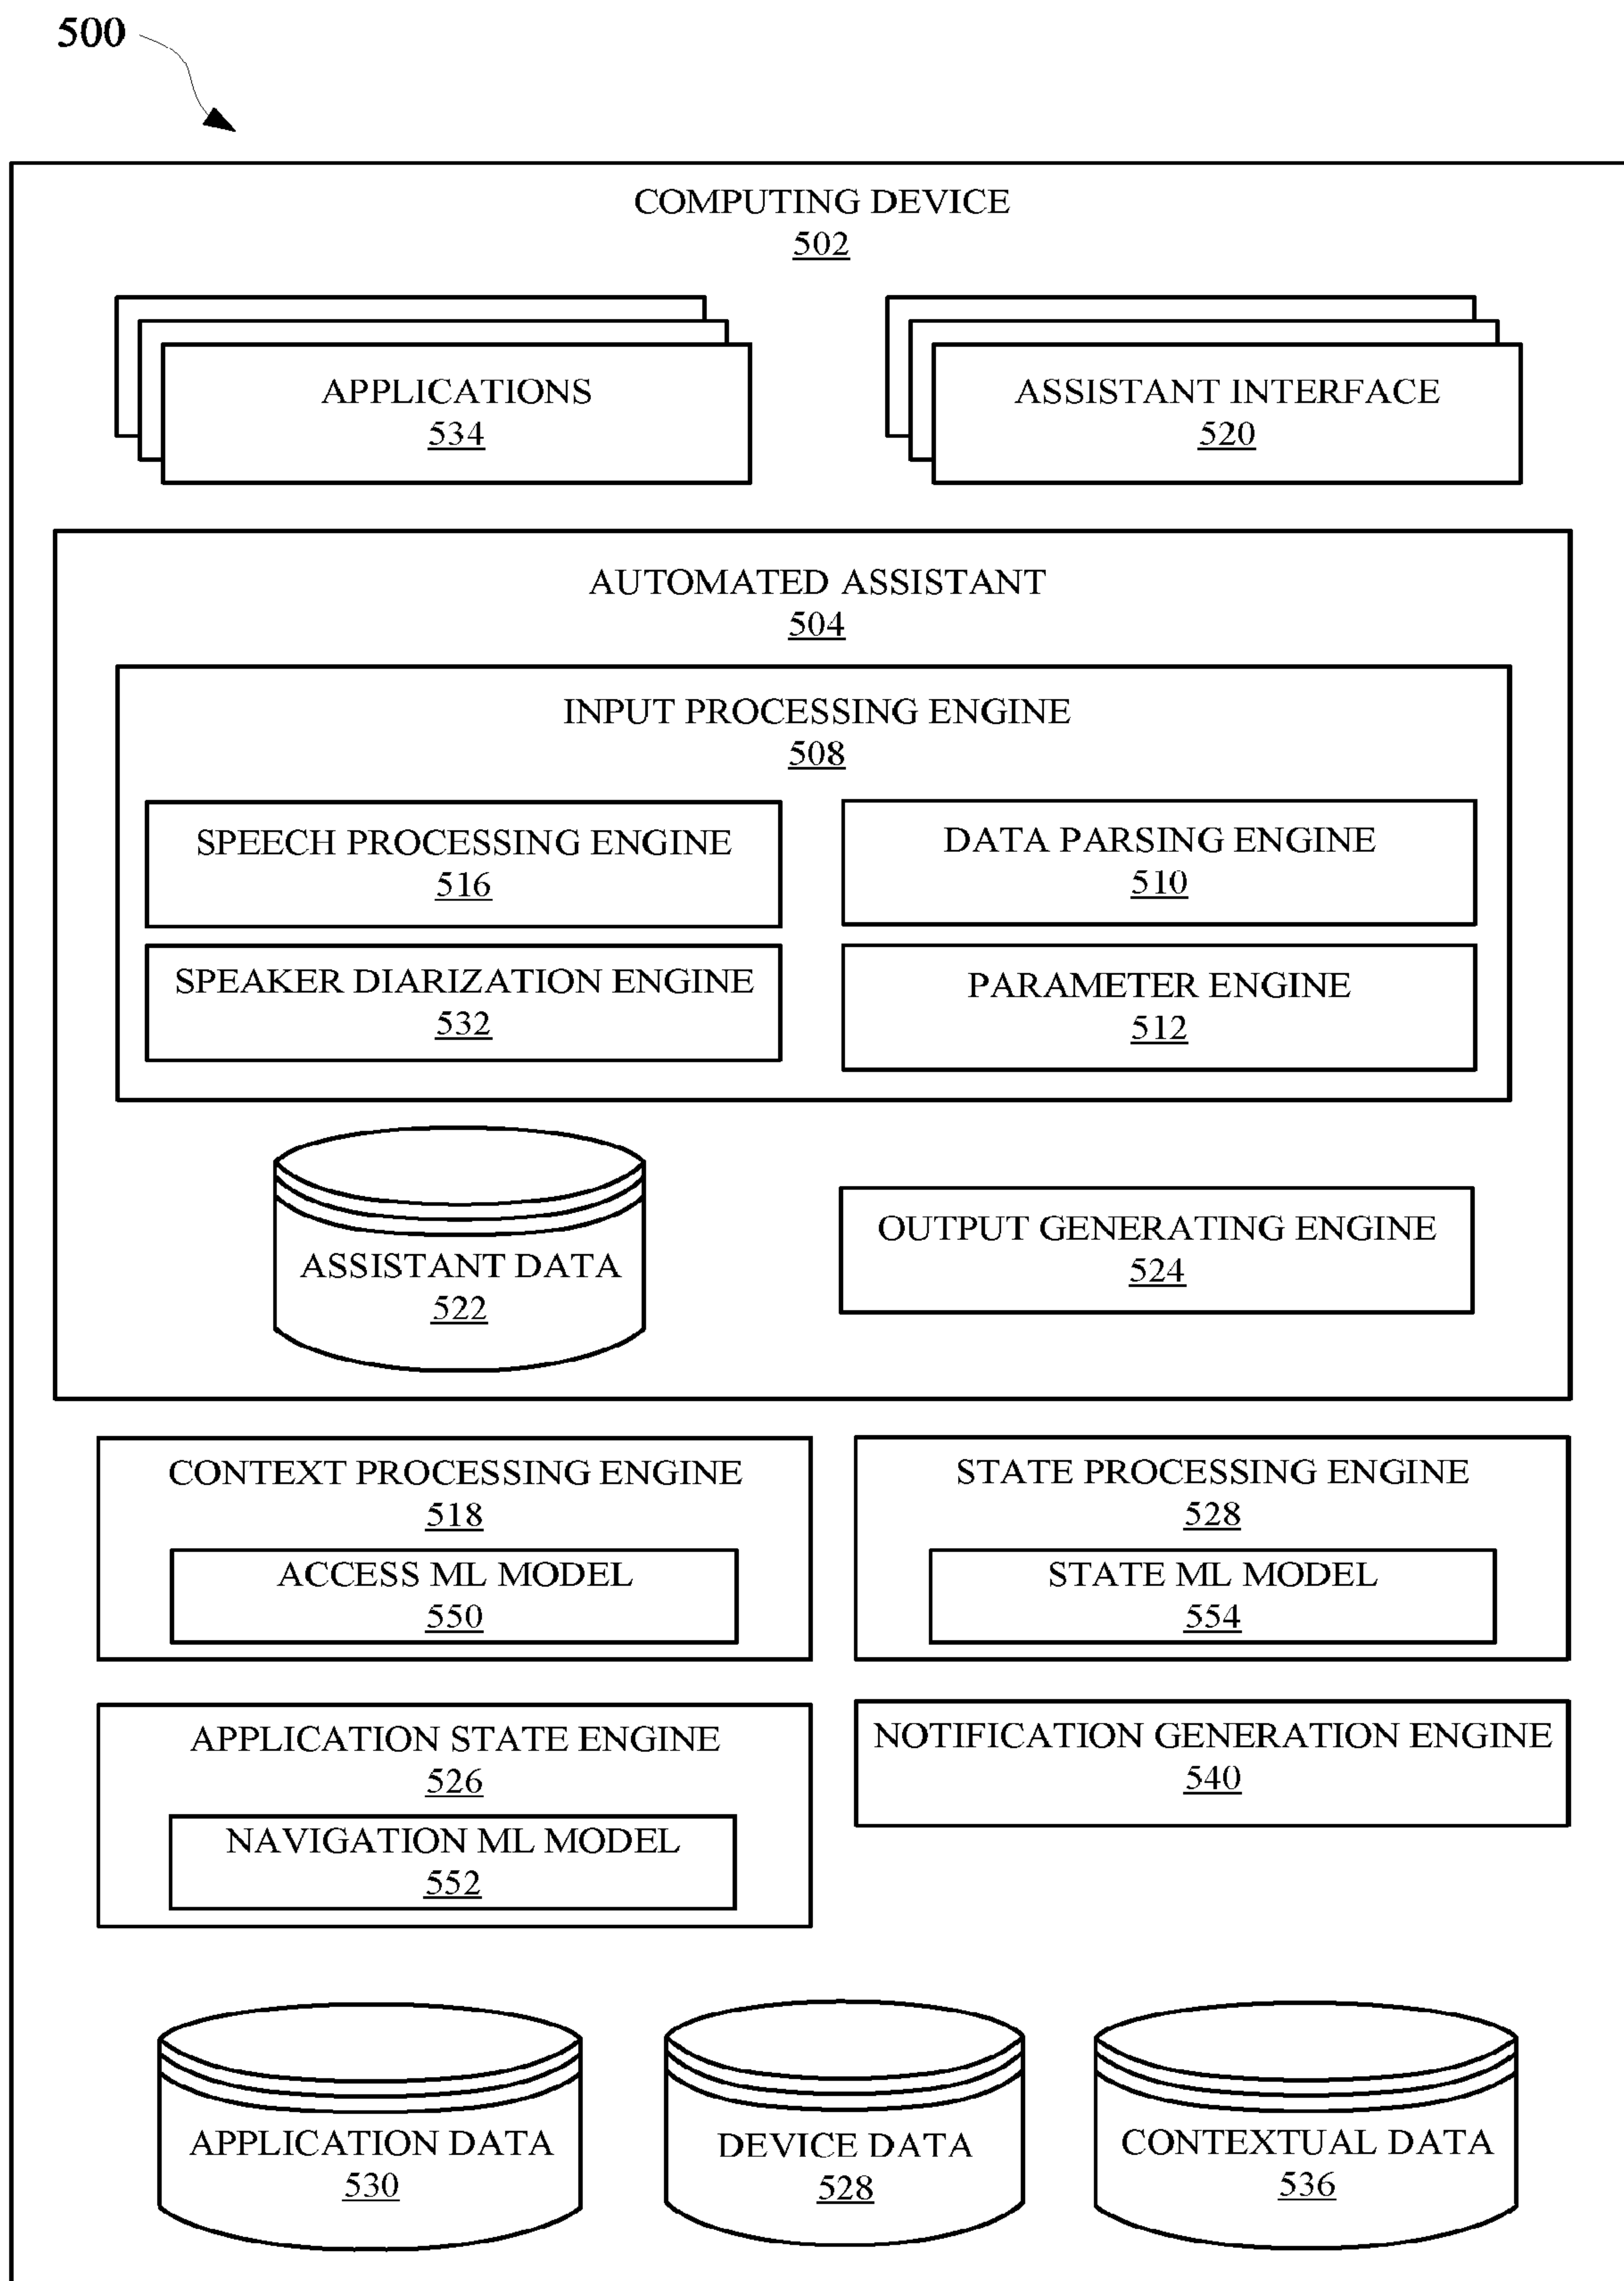 500
COMPUTING DEVICE
502
APPLICATIONS
534
ASSISTANT INTERFACE
520
AUTOMATED ASSISTANT
504
INPUT PROCESSING ENGINE
508
SPEECH PROCESSING ENGINE
516
DATA PARSING ENGINE
510
SPEAKER DIARIZATION ENGINE
532
PARAMETER ENGINE
512
ASSISTANT DATA
522
OUTPUT GENERATING ENGINE
524
CONTEXT PROCESSING ENGINE
518
ACCESS ML MODEL
550
STATE PROCESSING ENGINE
528
STATE ML MODEL
554
APPLICATION STATE ENGINE
526
NAVIGATION ML MODEL
552
NOTIFICATION GENERATION ENGINE
540
APPLICATION DATA
530
DEVICE DATA
528
CONTEXTUAL DATA
536